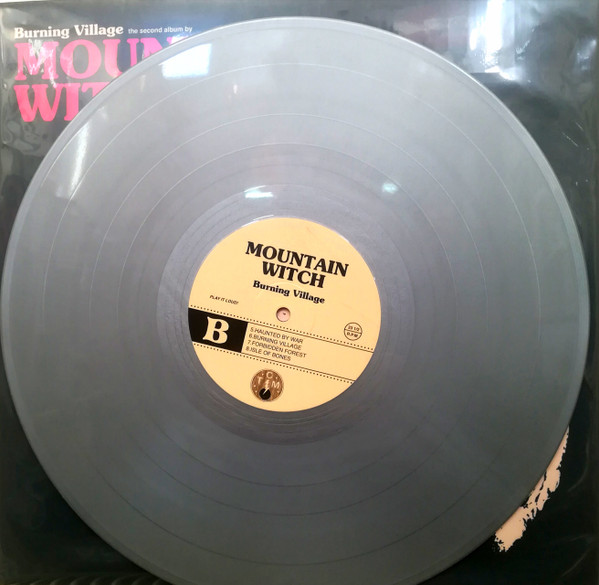 Burning Village the second album by
MOUN
WIT
MOUNTAIN
WITCH
Burning Village
PLAY IT LOUD!
33 1/3
R.P.M.
B
5.HAUNTED BY WAR
6.BURNING VILLAGE
7.FORBIDDEN FOREST
8.ISLE OF BONES